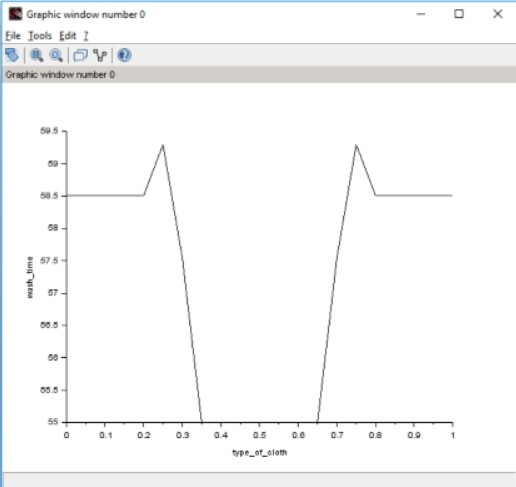 Graphic window number 0
File Tools Edit ?
Graphic window number 0
59.5
59
58.5
58
57.5
57
56.5
56
55.5
55
wash_time
0 0.1 0.2 0.3 0.4 0.5 0.6 0.7 0.8 0.9 1
type_of_cloth